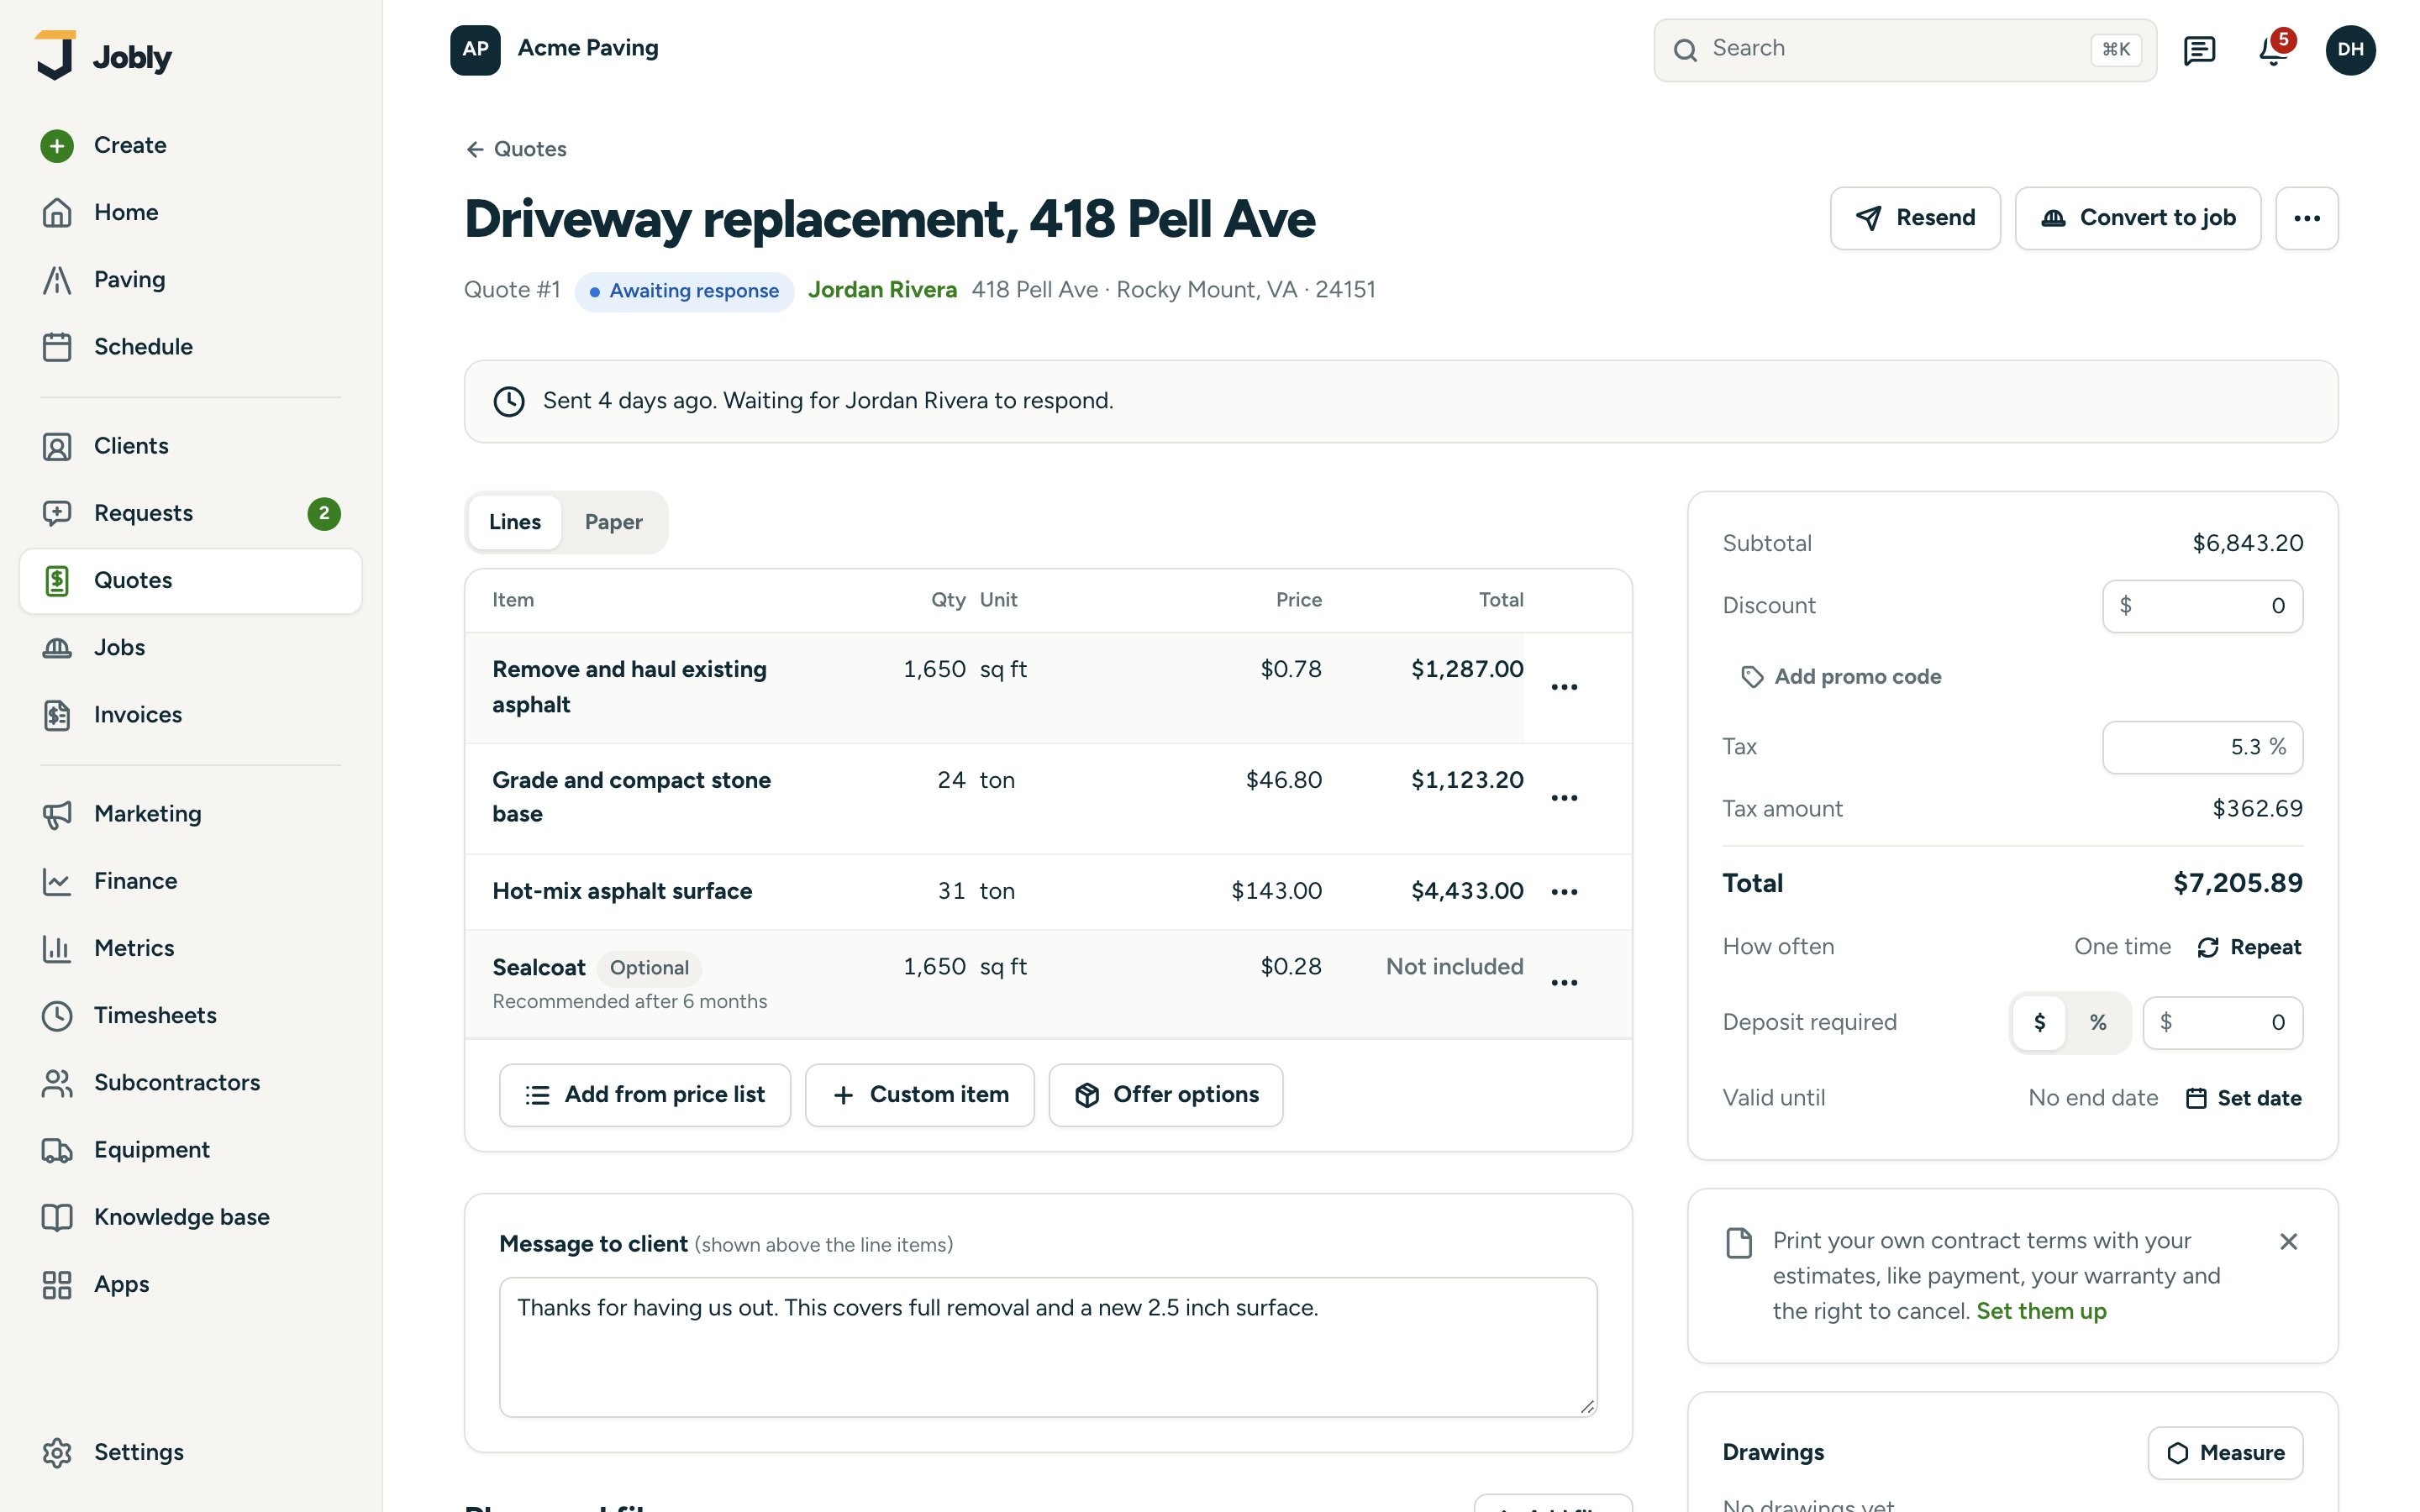 Jobly
Create
Home
Paving
Schedule
Clients
Requests 2
Quotes
Jobs
Invoices
Marketing
Finance
Metrics
Timesheets
Subcontractors
Equipment
Knowledge base
Apps
Settings
AP Acme Paving
Search ⌘K
5
DH
← Quotes
Driveway replacement, 418 Pell Ave
Resend
Convert to job
Quote #1 Awaiting response Jordan Rivera 418 Pell Ave · Rocky Mount, VA · 24151
Sent 4 days ago. Waiting for Jordan Rivera to respond.
Lines Paper
Item Qty Unit Price Total
Remove and haul existing 1,650 sq ft $0.78 $1,287.00
asphalt
Grade and compact stone 24 ton $46.80 $1,123.20
base
Hot-mix asphalt surface 31 ton $143.00 $4,433.00
Sealcoat Optional 1,650 sq ft $0.28 Not included
Recommended after 6 months
Add from price list
Custom item
Offer options
Message to client (shown above the line items)
Thanks for having us out. This covers full removal and a new 2.5 inch surface.
Subtotal $6,843.20
Discount $ 0
Add promo code
Tax 5.3 %
Tax amount $362.69
Total $7,205.89
How often One time Repeat
Deposit required $ % $ 0
Valid until No end date Set date
Print your own contract terms with your
estimates, like payment, your warranty and
the right to cancel. Set them up
Drawings Measure
No drawings yet